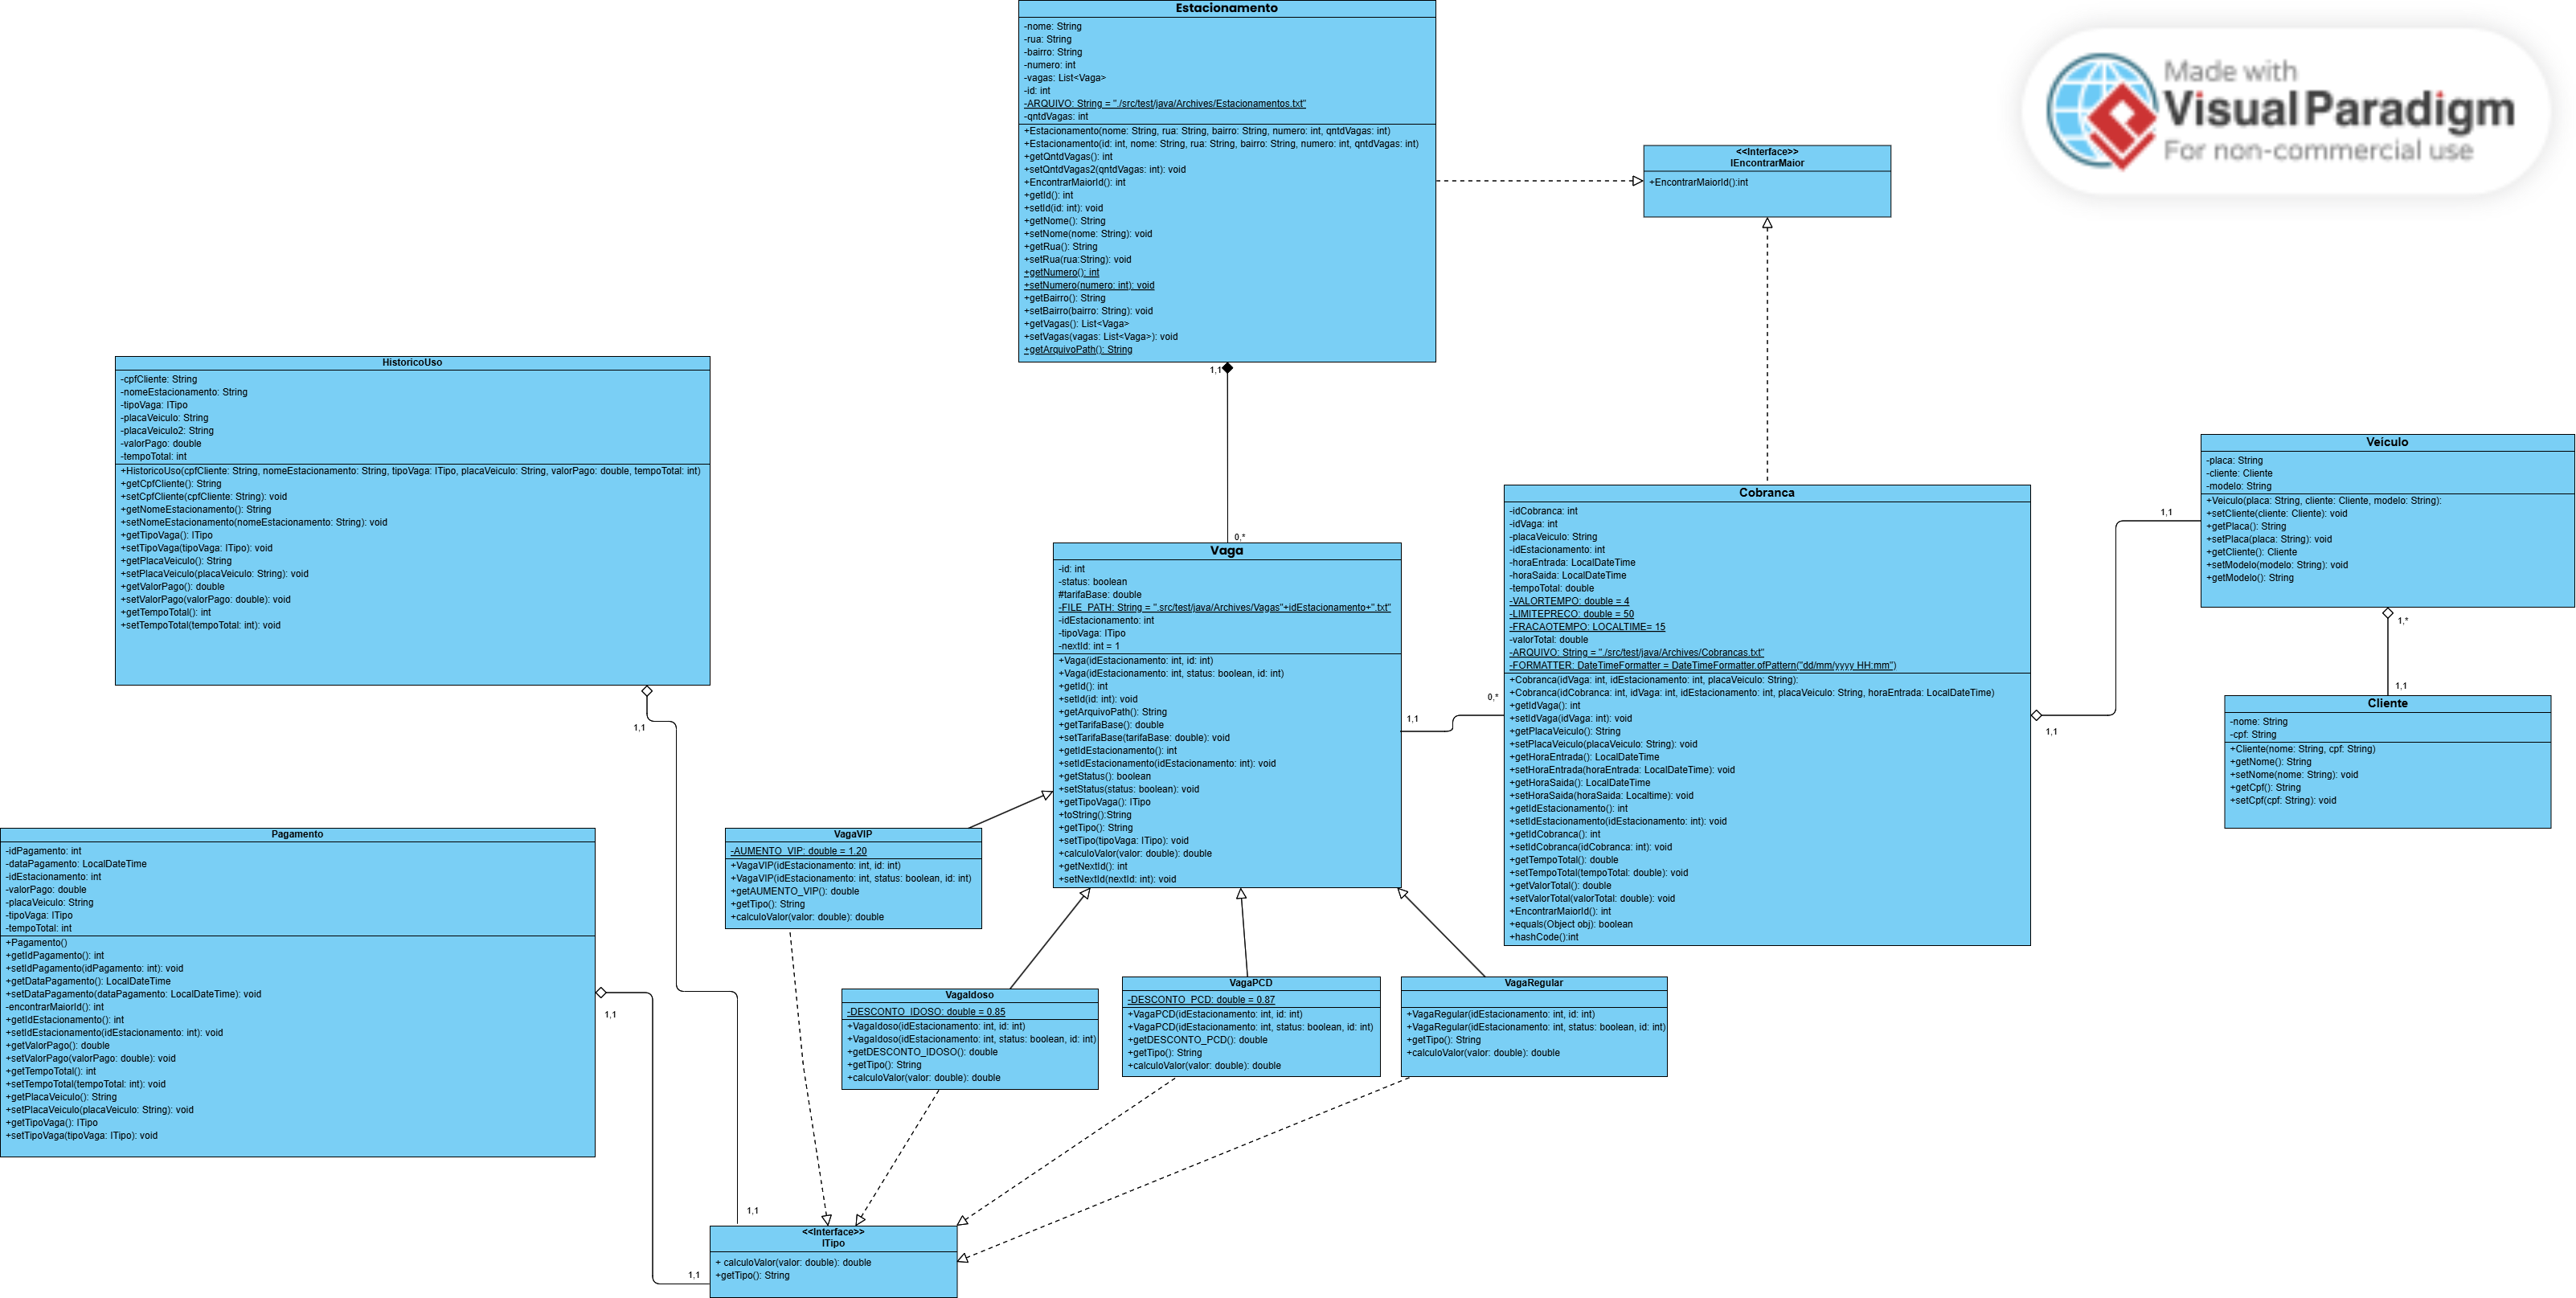 Estacionamento
-nome: String
-rua: String
-bairro: String
-numero: int
-vagas: List<Vaga>
-id: int
-ARQUIVO: String = "./src/test/java/Archives/Estacionamentos.txt"
-qntdVagas: int
+Estacionamento(nome: String, rua: String, bairro: String, numero: int, qntdVagas: int)
+Estacionamento(id: int, nome: String, rua: String, bairro: String, numero: int, qntdVagas: int)
+getQntdVagas(): int
+setQntdVagas2(qntdVagas: int): void
+EncontrarMaiorId(): int
+getId(): int
+setId(id: int): void
+getNome(): String
+setNome(nome: String): void
+getRua(): String
+setRua(rua:String): void
+getNumero(): int
+setNumero(numero: int): void
+getBairro(): String
+setBairro(bairro: String): void
+getVagas(): List<Vaga>
+setVagas(vagas: List<Vaga>): void
+getArquivoPath(): String
1,1
0,*
<<Interface>>
IEncontrarMaior
+EncontrarMaiorId():int
Made with
Visual Paradigm
For non-commercial use
HistoricoUso
-cpfCliente: String
-nomeEstacionamento: String
-tipoVaga: ITipo
-placaVeiculo: String
-placaVeiculo2: String
-valorPago: double
-tempoTotal: int
+HistoricoUso(cpfCliente: String, nomeEstacionamento: String, tipoVaga: ITipo, placaVeiculo: String, valorPago: double, tempoTotal: int)
+getCpfCliente(): String
+setCpfCliente(cpfCliente: String): void
+getNomeEstacionamento(): String
+setNomeEstacionamento(nomeEstacionamento: String): void
+getTipoVaga(): ITipo
+setTipoVaga(tipoVaga: ITipo): void
+getPlacaVeiculo(): String
+setPlacaVeiculo(placaVeiculo: String): void
+getValorPago(): double
+setValorPago(valorPago: double): void
+getTempoTotal(): int
+setTempoTotal(tempoTotal: int): void
1,1
Vaga
-id: int
-status: boolean
#tarifaBase: double
-FILE_PATH: String = ".src/test/java/Archives/Vagas"+idEstacionamento+".txt"
-idEstacionamento: int
-tipoVaga: ITipo
-nextId: int = 1
+Vaga(idEstacionamento: int, id: int)
+Vaga(idEstacionamento: int, status: boolean, id: int)
+getId(): int
+setId(id: int): void
+getArquivoPath(): String
+getTarifaBase(): double
+setTarifaBase(tarifaBase: double): void
+getIdEstacionamento(): int
+setIdEstacionamento(idEstacionamento: int): void
+getStatus(): boolean
+setStatus(status: boolean): void
+getTipoVaga(): ITipo
+toString():String
+getTipo(): String
+setTipo(tipoVaga: ITipo): void
+calculoValor(valor: double): double
+getNextId(): int
+setNextId(nextId: int): void
1,1
0,*
Cobranca
-idCobranca: int
-idVaga: int
-placaVeiculo: String
-idEstacionamento: int
-horaEntrada: LocalDateTime
-horaSaida: LocalDateTime
-tempoTotal: double
-VALORTEMPO: double = 4
-LIMITEPRECO: double = 50
-FRACAOTEMPO: LOCALTIME= 15
-valorTotal: double
-ARQUIVO: String = "./src/test/java/Archives/Cobrancas.txt"
-FORMATTER: DateTimeFormatter = DateTimeFormatter.ofPattern("dd/mm/yyyy HH:mm")
+Cobranca(idVaga: int, idEstacionamento: int, placaVeiculo: String):
+Cobranca(idCobranca: int, idVaga: int, idEstacionamento: int, placaVeiculo: String, horaEntrada: LocalDateTime)
+getIdVaga(): int
+setIdVaga(idVaga: int): void
+getPlacaVeiculo(): String
+setPlacaVeiculo(placaVeiculo: String): void
+getHoraEntrada(): LocalDateTime
+setHoraEntrada(horaEntrada: LocalDateTime): void
+getHoraSaida(): LocalDateTime
+setHoraSaida(horaSaida: Localtime): void
+getIdEstacionamento(): int
+setIdEstacionamento(idEstacionamento: int): void
+getIdCobranca(): int
+setIdCobranca(idCobranca: int): void
+getTempoTotal(): double
+setTempoTotal(tempoTotal: double): void
+getValorTotal(): double
+setValorTotal(valorTotal: double): void
+EncontrarMaiorId(): int
+equals(Object obj): boolean
+hashCode():int
1,1
1,1
Veículo
-placa: String
-cliente: Cliente
-modelo: String
+Veiculo(placa: String, cliente: Cliente, modelo: String):
+setCliente(cliente: Cliente): void
+getPlaca(): String
+setPlaca(placa: String): void
+getCliente(): Cliente
+setModelo(modelo: String): void
+getModelo(): String
1,*
1,1
Cliente
-nome: String
-cpf: String
+Cliente(nome: String, cpf: String)
+getNome(): String
+setNome(nome: String): void
+getCpf(): String
+setCpf(cpf: String): void
Pagamento
-idPagamento: int
-dataPagamento: LocalDateTime
-idEstacionamento: int
-valorPago: double
-placaVeiculo: String
-tipoVaga: ITipo
-tempoTotal: int
+Pagamento()
+getIdPagamento(): int
+setIdPagamento(idPagamento: int): void
+getDataPagamento(): LocalDateTime
+setDataPagamento(dataPagamento: LocalDateTime): void
-encontrarMaiorId(): int
+getIdEstacionamento(): int
+setIdEstacionamento(idEstacionamento: int): void
+getValorPago(): double
+setValorPago(valorPago: double): void
+getTempoTotal(): int
+setTempoTotal(tempoTotal: int): void
+getPlacaVeiculo(): String
+setPlacaVeiculo(placaVeiculo: String): void
+getTipoVaga(): ITipo
+setTipoVaga(tipoVaga: ITipo): void
1,1
VagaVIP
-AUMENTO_VIP: double = 1.20
+VagaVIP(idEstacionamento: int, id: int)
+VagaVIP(idEstacionamento: int, status: boolean, id: int)
+getAUMENTO_VIP(): double
+getTipo(): String
+calculoValor(valor: double): double
VagaIdoso
-DESCONTO_IDOSO: double = 0.85
+VagaIdoso(idEstacionamento: int, id: int)
+VagaIdoso(idEstacionamento: int, status: boolean, id: int)
+getDESCONTO_IDOSO(): double
+getTipo(): String
+calculoValor(valor: double): double
VagaPCD
-DESCONTO_PCD: double = 0.87
+VagaPCD(idEstacionamento: int, id: int)
+VagaPCD(idEstacionamento: int, status: boolean, id: int)
+getDESCONTO_PCD(): double
+getTipo(): String
+calculoValor(valor: double): double
VagaRegular
+VagaRegular(idEstacionamento: int, id: int)
+VagaRegular(idEstacionamento: int, status: boolean, id: int)
+getTipo(): String
+calculoValor(valor: double): double
1,1
1,1
<<Interface>>
ITipo
+ calculoValor(valor: double): double
+getTipo(): String